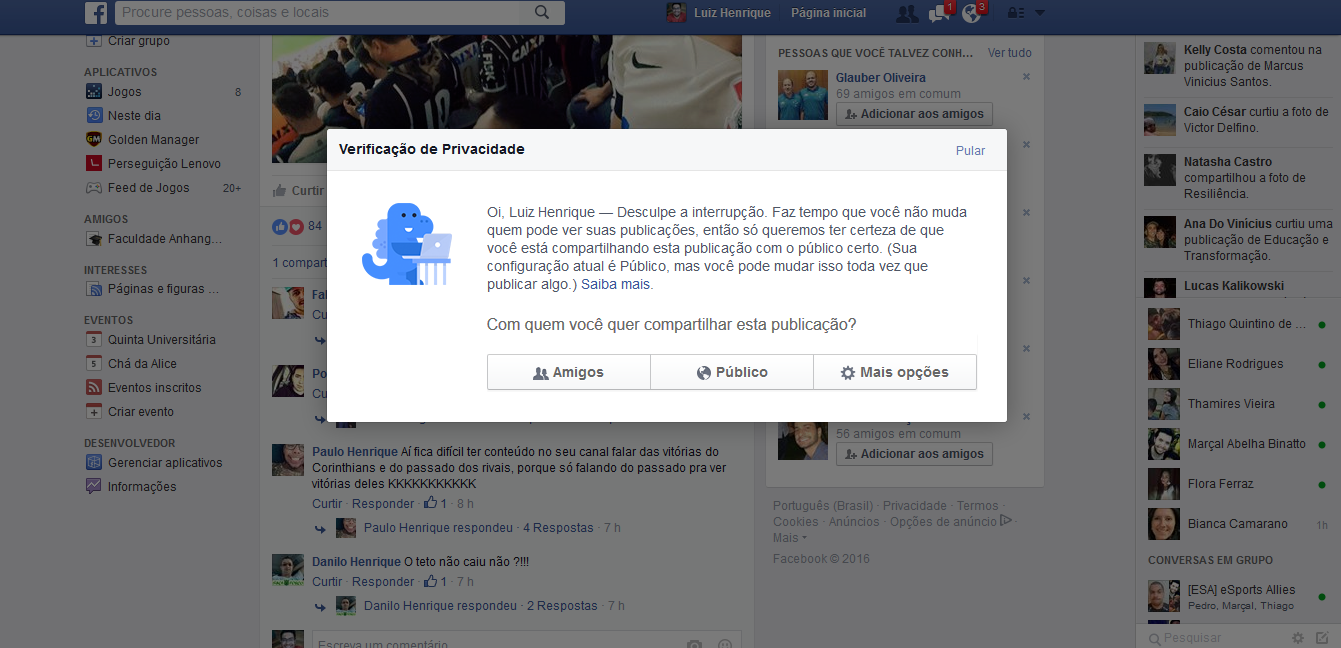 Procure pessoas, coisas e locais
Luiz Henrique
Página inicial
1
3
Criar grupo
APLICATIVOS
Jogos 8
Neste dia
Golden Manager
Perseguição Lenovo
Feed de Jogos 20+
AMIGOS
Faculdade Anhang...
INTERESSES
Páginas e figuras ...
EVENTOS
3 Quinta Universitária
5 Chá da Alice
Eventos inscritos
Criar evento
DESENVOLVEDOR
Gerenciar aplicativos
Informações
Curtir
84
1 compart
Cu
Cu
Verificação de Privacidade
Pular
Oi, Luiz Henrique — Desculpe a interrupção. Faz tempo que você não muda
quem pode ver suas publicações, então só queremos ter certeza de que
você está compartilhando esta publicação com o público certo. (Sua
configuração atual é Público, mas você pode mudar isso toda vez que
publicar algo.) Saiba mais.
Com quem você quer compartilhar esta publicação?
Amigos
Público
Mais opções
Paulo Henrique Aí fica difícil ter conteúdo no seu canal falar das vitórias do
Corinthians e do passado dos rivais, porque só falando do passado pra ver
vitórias deles KKKKKKKKKKK
Curtir · Responder · 1 · 8 h
Paulo Henrique respondeu · 4 Respostas · 7 h
Danilo Henrique O teto não caiu não ?!!!
Curtir · Responder · 1 · 7 h
Danilo Henrique respondeu · 2 Respostas · 7 h
Escreva um comentário
PESSOAS QUE VOCÊ TALVEZ CONH... Ver tudo
Glauber Oliveira
69 amigos em comum
Adicionar aos amigos
56 amigos em comum
Adicionar aos amigos
Português (Brasil) · Privacidade · Termos ·
Cookies · Anúncios · Opções de anúncio ·
Mais
Facebook © 2016
Kelly Costa comentou na
publicação de Marcus
Vinicius Santos.
Caio César curtiu a foto de
Victor Delfino.
Natasha Castro
compartilhou a foto de
Resiliência.
Ana Do Vinícius curtiu uma
publicação de Educação e
Transformação.
Lucas Kalikowski
Thiago Quintino de ...
Eliane Rodrigues
Thamires Vieira
Marçal Abelha Binatto
Flora Ferraz
Bianca Camarano 1h
CONVERSAS EM GRUPO
[ESA] eSports Allies
Pedro, Marçal, Thiago
Pesquisar